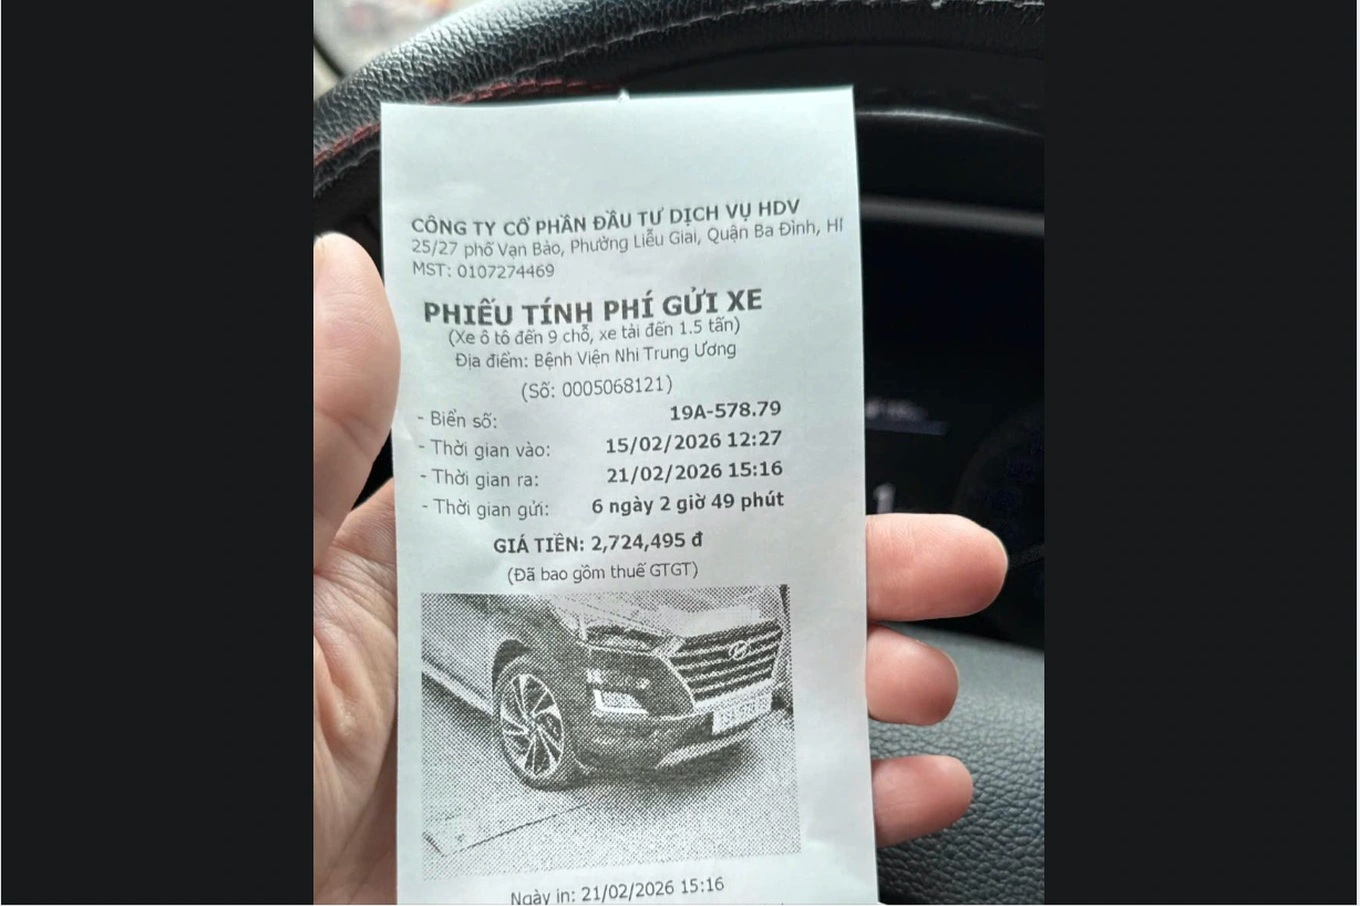 CÔNG TY CỔ PHẦN ĐẦU TƯ DỊCH VỤ HDV
25/27 phố Vạn Bảo, Phường Liễu Giai, Quận Ba Đình, H
MST: 0107274469
PHIẾU TÍNH PHÍ GỬI XE
(Xe ô tô đến 9 chỗ, xe tải đến 1.5 tấn)
Địa điểm: Bệnh Viện Nhi Trung Ương
(Số: 0005068121)
- Biển số: 19A-578.79
- Thời gian vào: 15/02/2026 12:27
- Thời gian ra: 21/02/2026 15:16
- Thời gian gửi: 6 ngày 2 giờ 49 phút
GIÁ TIỀN: 2,724,495 đ
(Đã bao gồm thuế GTGT)
Ngày in: 21/02/2026 15:16